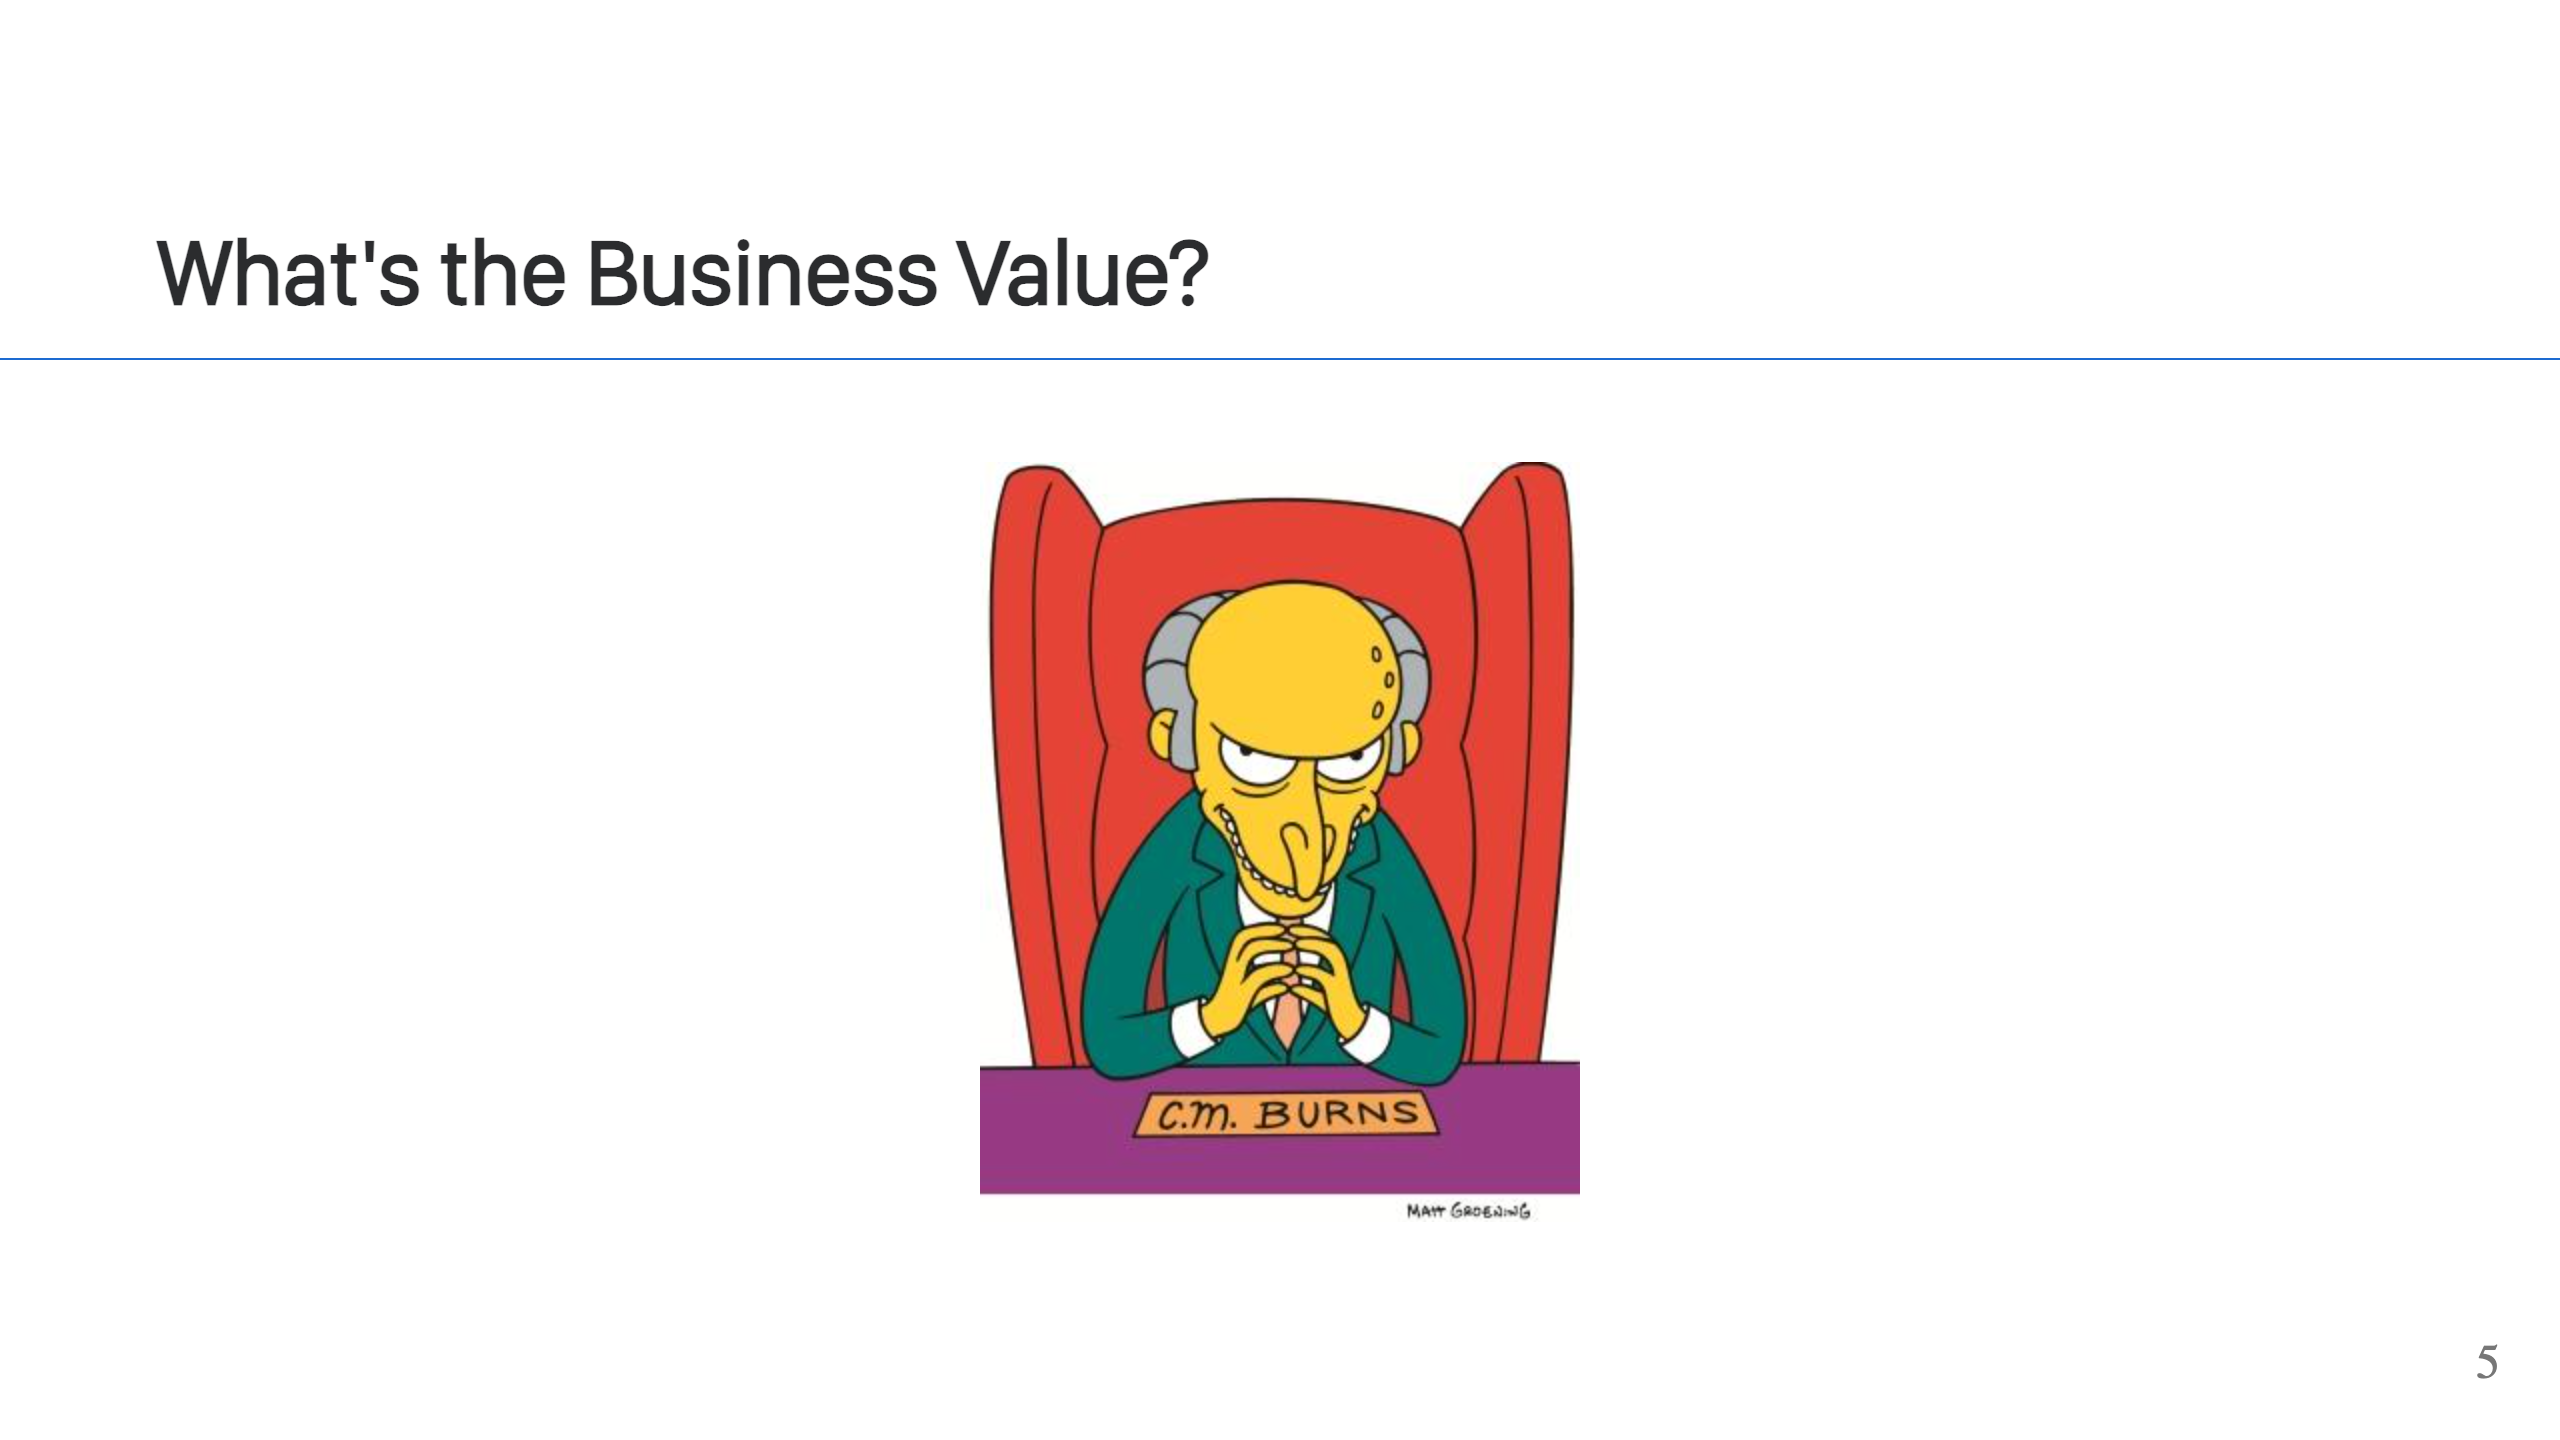 What's the Business Value?
C.M. BURNS
MATT GROENING
5